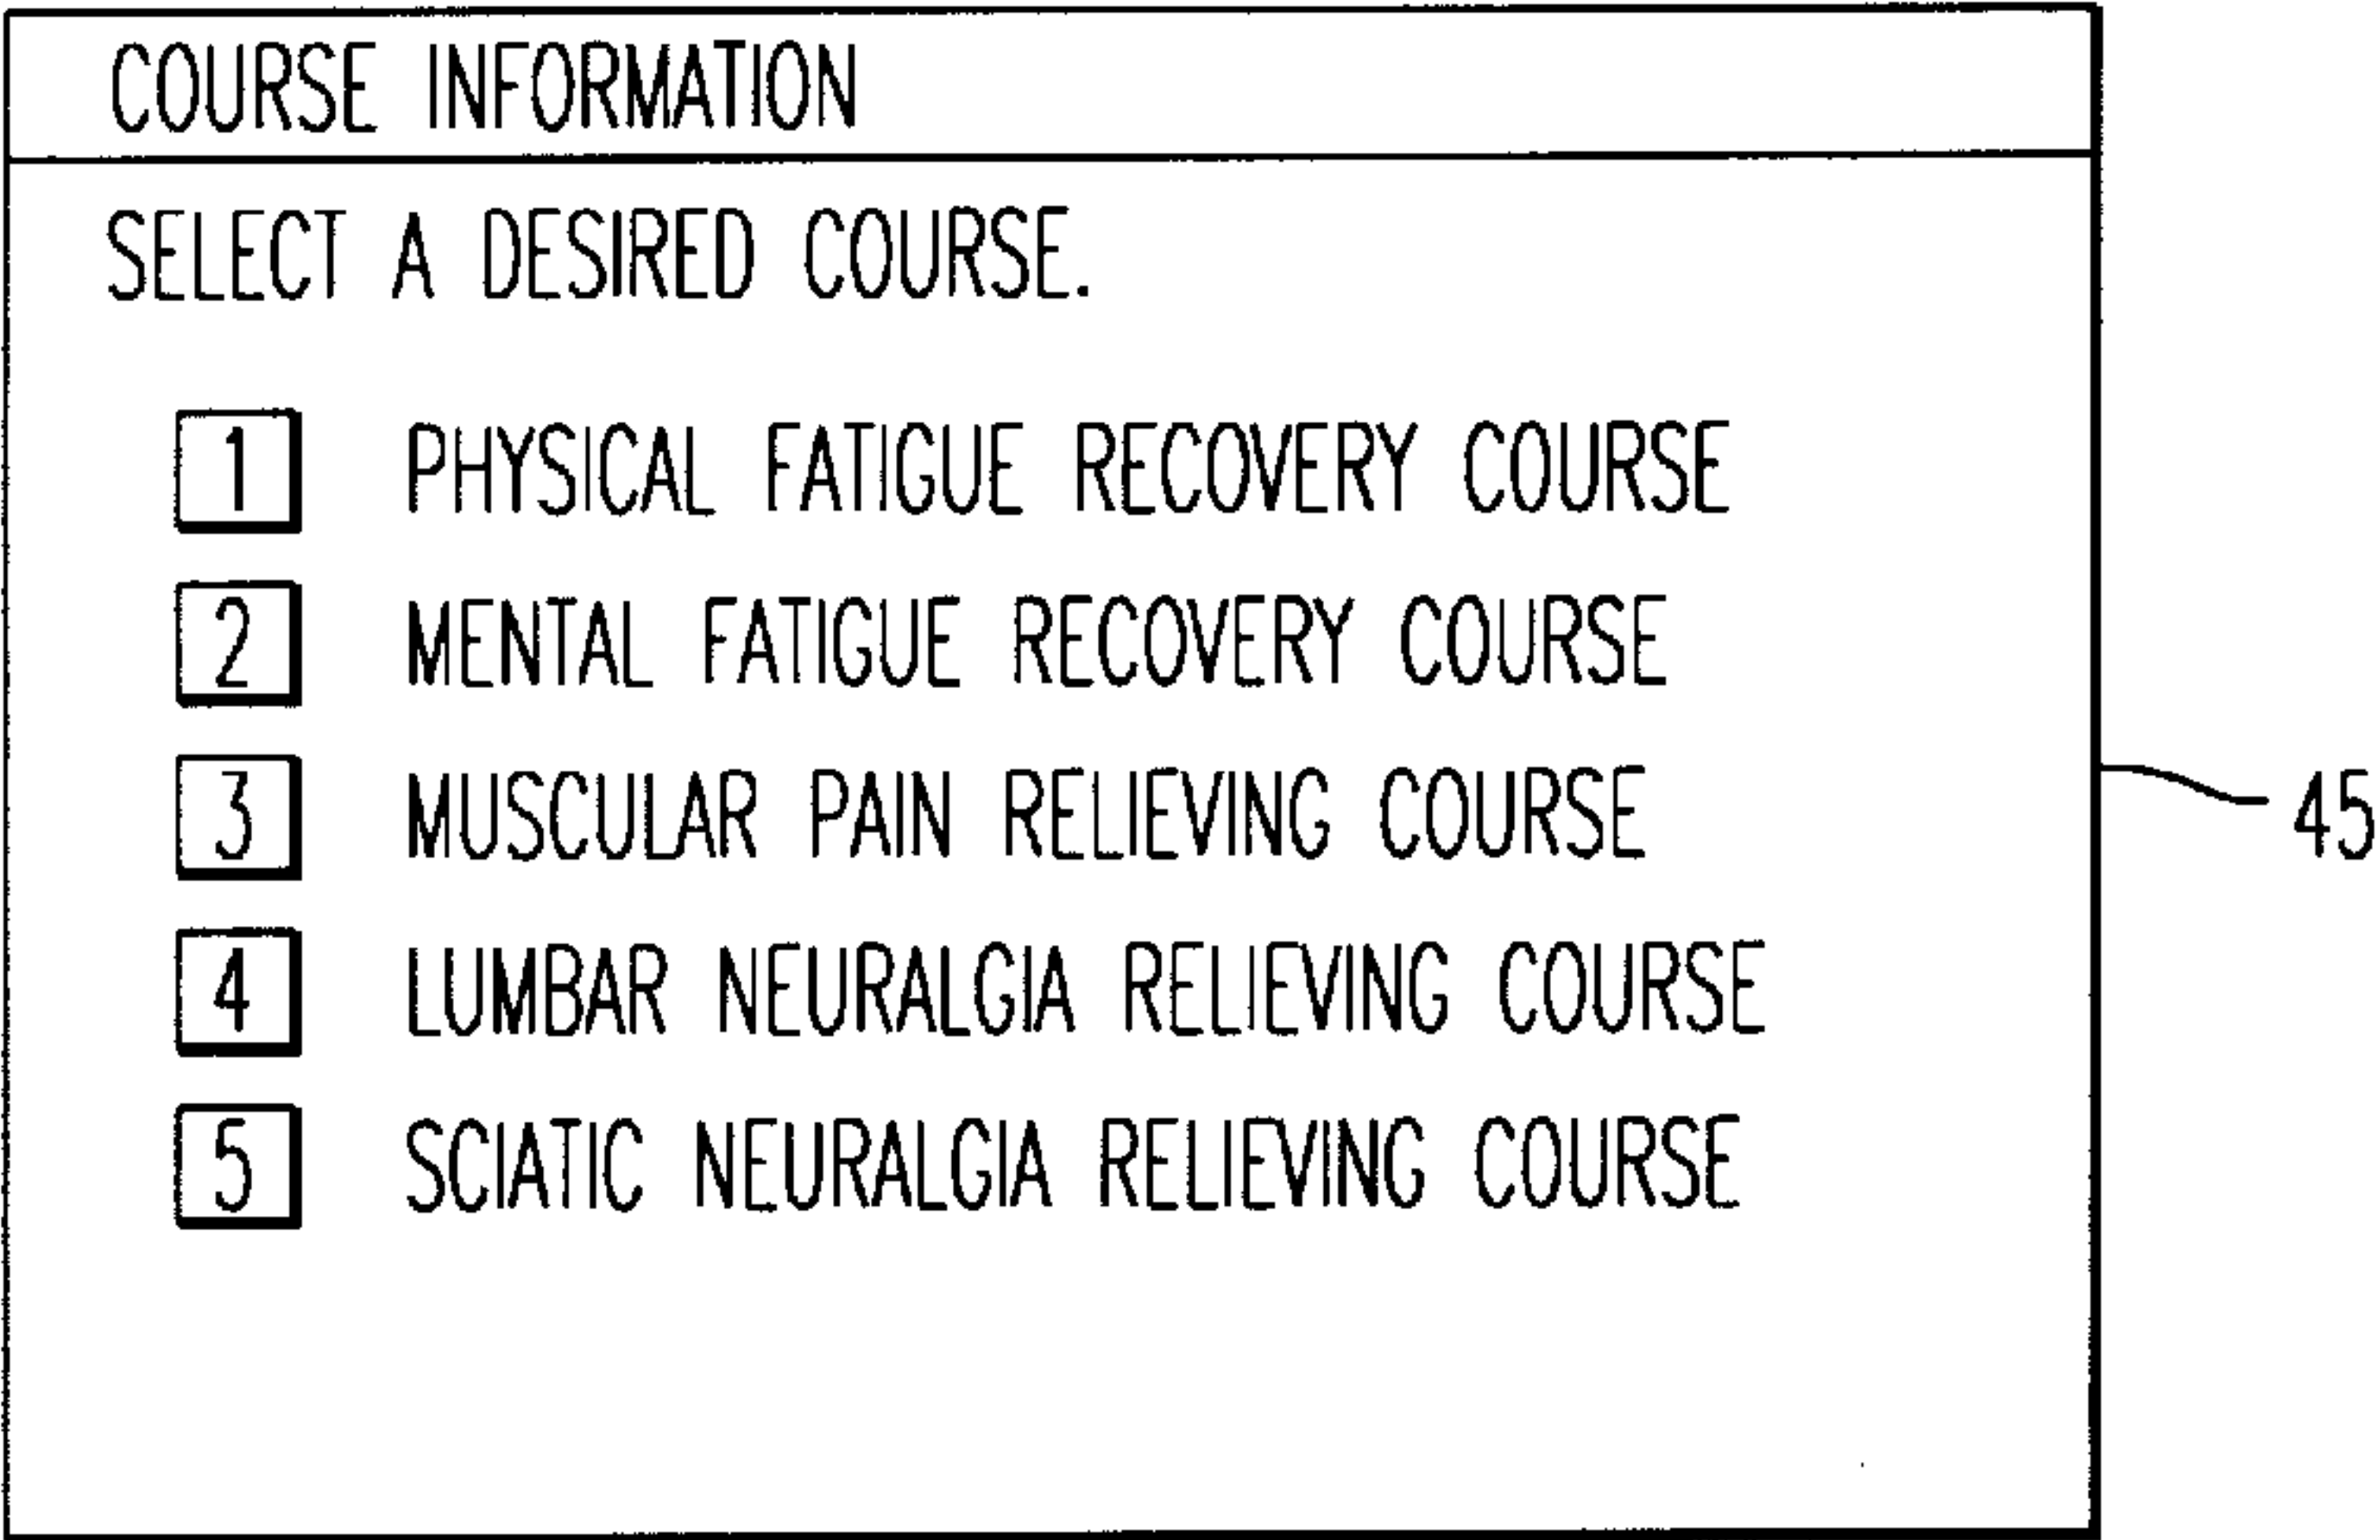 COURSE INFORMATION
SELECT A DESIRED COURSE.
1 PHYSICAL FATIGUE RECOVERY COURSE
2 MENTAL FATIGUE RECOVERY COURSE
3 MUSCULAR PAIN RELIEVING COURSE
45
4 LUMBAR NEURALGIA RELIEVING COURSE
5 SCIATIC NEURALGIA RELIEVING COURSE